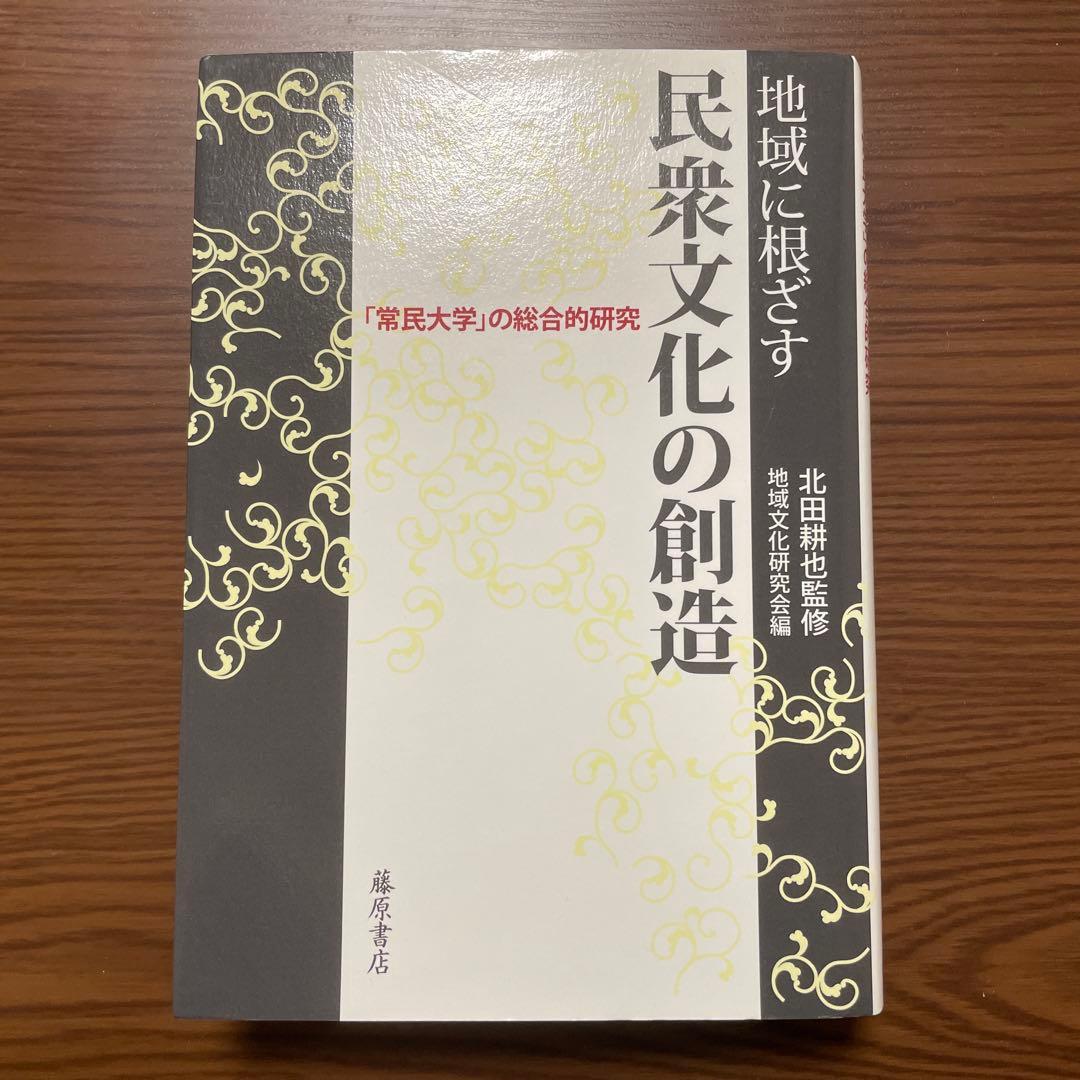 地域に根ざす
民衆文化の創造
「常民大学」の総合的研究
北田耕也監修
地域文化研究会編
藤原書店